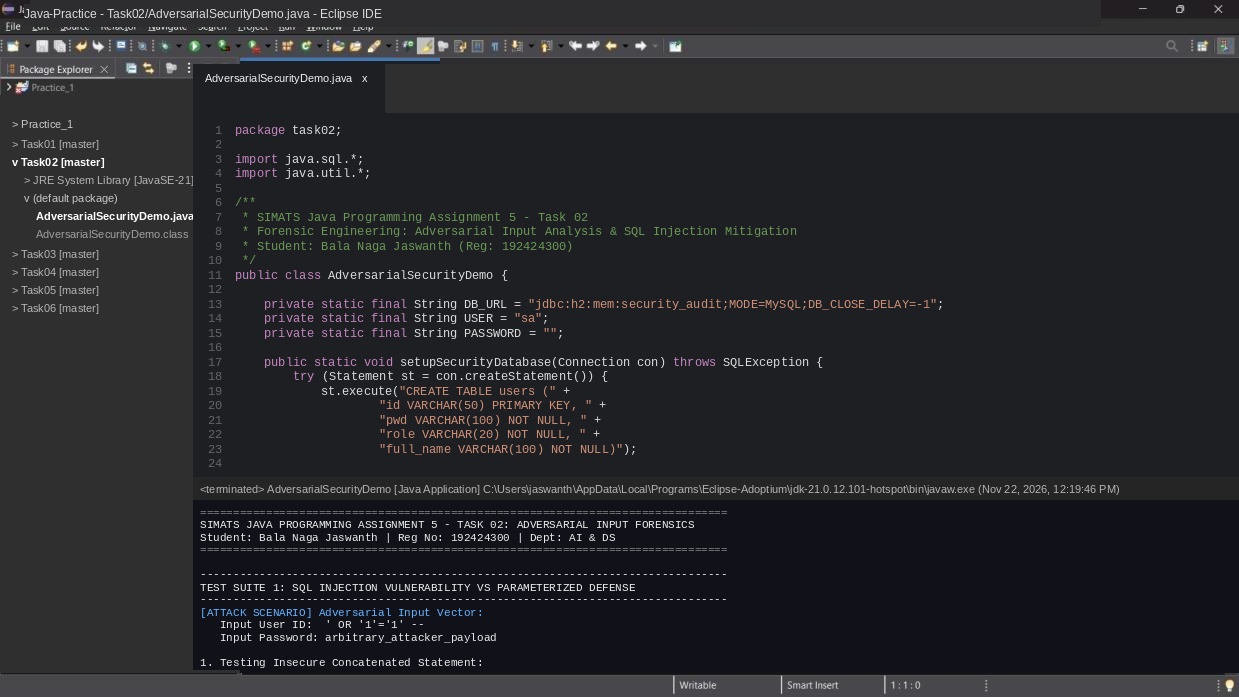 Java-Practice - Task02/AdversarialSecurityDemo.java - Eclipse IDE
File Edit Source Refactor Navigate Search Project Run Window Help
Package Explorer
Practice_1
> Practice_1
> Task01 [master]
v Task02 [master]
> JRE System Library [JavaSE-21]
v (default package)
AdversarialSecurityDemo.java
AdversarialSecurityDemo.class
> Task03 [master]
> Task04 [master]
> Task05 [master]
> Task06 [master]
AdversarialSecurityDemo.java x
1 package task02;
2
3 import java.sql.*;
4 import java.util.*;
5
6 /**
7  * SIMATS Java Programming Assignment 5 - Task 02
8  * Forensic Engineering: Adversarial Input Analysis & SQL Injection Mitigation
9  * Student: Bala Naga Jaswanth (Reg: 192424300)
10  */
11 public class AdversarialSecurityDemo {
12
13     private static final String DB_URL = "jdbc:h2:mem:security_audit;MODE=MySQL;DB_CLOSE_DELAY=-1";
14     private static final String USER = "sa";
15     private static final String PASSWORD = "";
16
17     public static void setupSecurityDatabase(Connection con) throws SQLException {
18         try (Statement st = con.createStatement()) {
19             st.execute("CREATE TABLE users (" +
20                     "id VARCHAR(50) PRIMARY KEY, " +
21                     "pwd VARCHAR(100) NOT NULL, " +
22                     "role VARCHAR(20) NOT NULL, " +
23                     "full_name VARCHAR(100) NOT NULL)");
24
<terminated> AdversarialSecurityDemo [Java Application] C:\Users\jaswanth\AppData\Local\Programs\Eclipse-Adoptium\jdk-21.0.12.101-hotspot\bin\javaw.exe (Nov 22, 2026, 12:19:46 PM)
================================================================================
SIMATS JAVA PROGRAMMING ASSIGNMENT 5 - TASK 02: ADVERSARIAL INPUT FORENSICS
Student: Bala Naga Jaswanth | Reg No: 192424300 | Dept: AI & DS
================================================================================
--------------------------------------------------------------------------------
TEST SUITE 1: SQL INJECTION VULNERABILITY VS PARAMETERIZED DEFENSE
--------------------------------------------------------------------------------
[ATTACK SCENARIO] Adversarial Input Vector:
   Input User ID:  ' OR '1'='1' --
   Input Password: arbitrary_attacker_payload
1. Testing Insecure Concatenated Statement:
Writable
Smart Insert
1 : 1 : 0